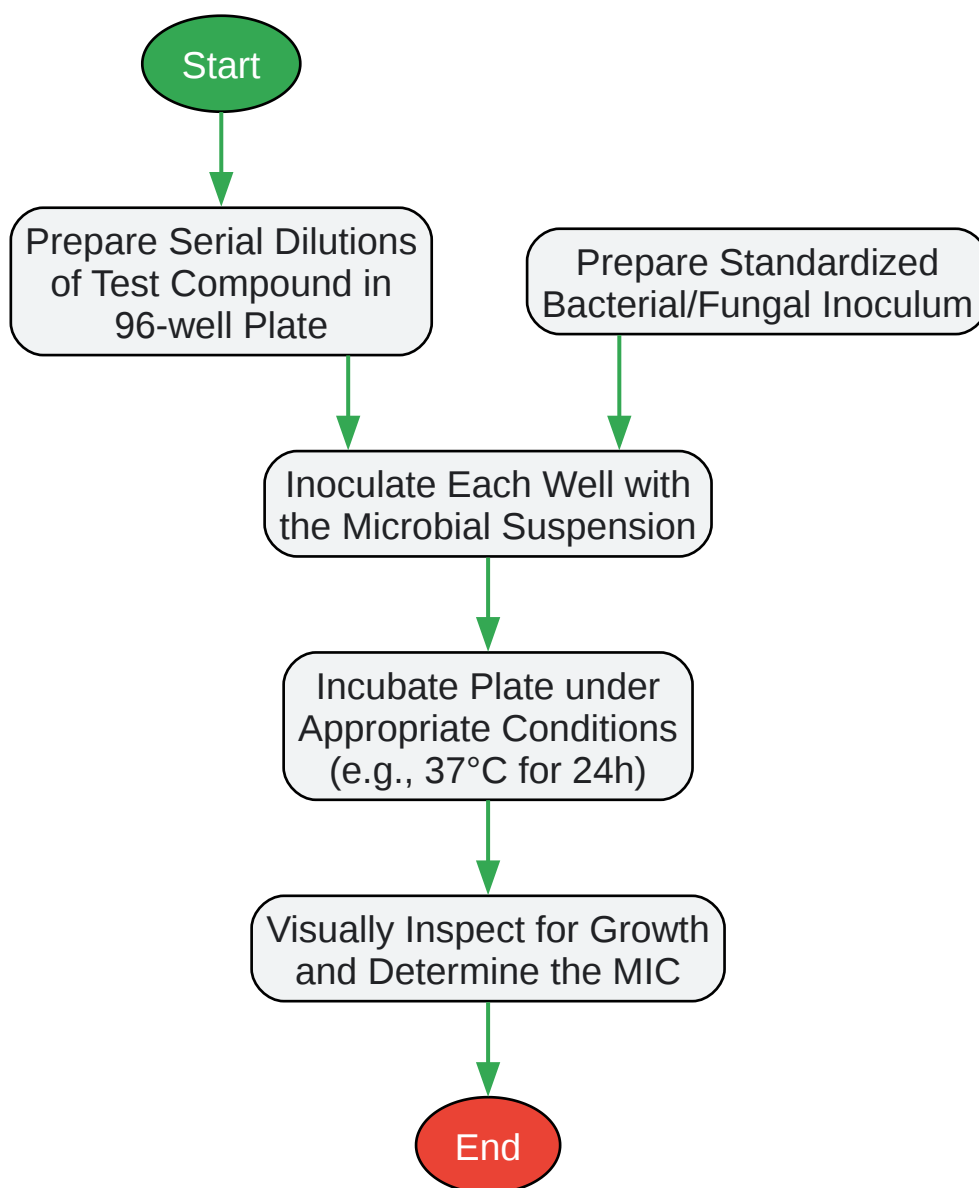 Start
Prepare Serial Dilutions
of Test Compound in
96-well Plate
Prepare Standardized
Bacterial/Fungal Inoculum
Inoculate Each Well with
the Microbial Suspension
Incubate Plate under
Appropriate Conditions
(e.g., 37°C for 24h)
Visually Inspect for Growth
and Determine the MIC
End